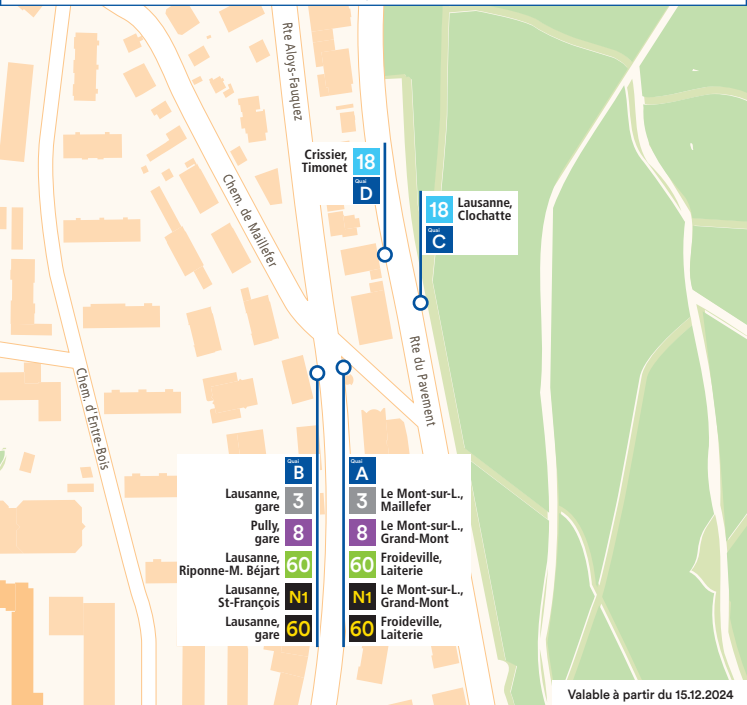 Rte Aloys-Fauquez
Chem. de Maillefer
Crissier,
Timonet
18
Quai
D
18
Lausanne,
Clochatte
Quai
C
Rte du Pavement
Chem. d'Entre-Bois
Quai
B
Lausanne,
gare
3
Pully,
gare
8
Lausanne,
Riponne-M. Béjart
60
Lausanne,
St-François
N1
Lausanne,
gare
60
Quai
A
3
Le Mont-sur-L.,
Maillefer
8
Le Mont-sur-L.,
Grand-Mont
60
Froideville,
Laiterie
N1
Le Mont-sur-L.,
Grand-Mont
60
Froideville,
Laiterie
Valable à partir du 15.12.2024